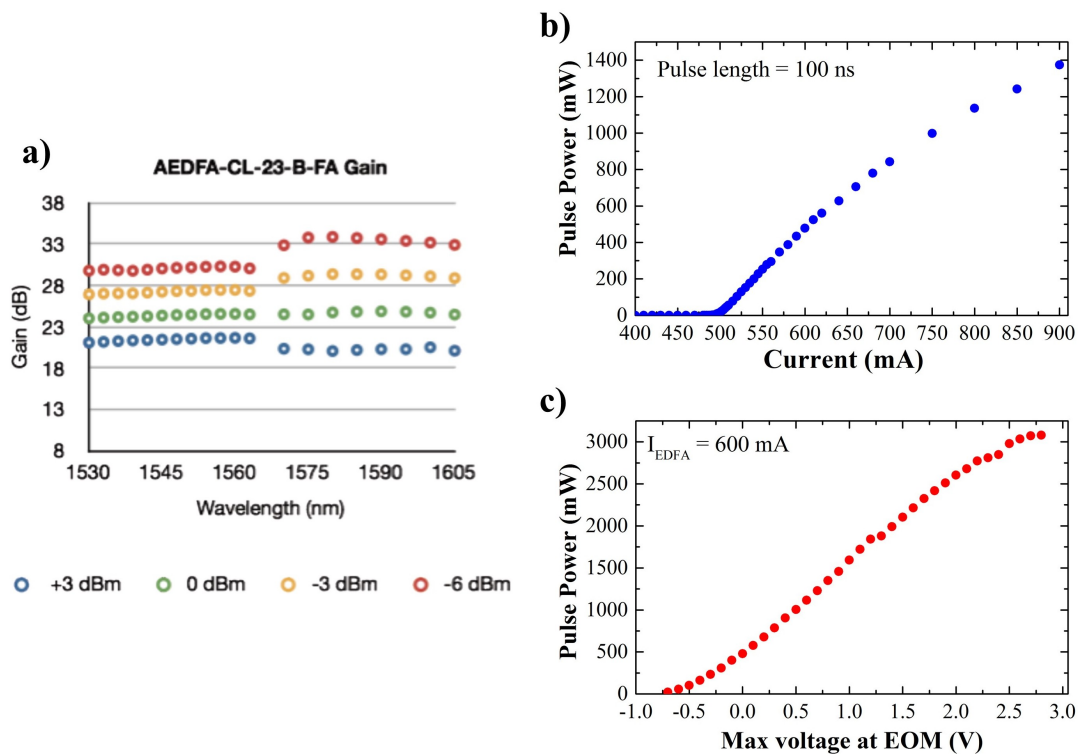 a)
AEDFA-CL-23-B-FA Gain
Gain (dB)
38
33
28
23
18
13
8
1530 1545 1560 1575 1590 1605
Wavelength (nm)
+3 dBm 0 dBm -3 dBm -6 dBm
b)
Pulse length = 100 ns
Pulse Power (mW)
1400
1200
1000
800
600
400
200
0
400 450 500 550 600 650 700 750 800 850 900
Current (mA)
c)
I_EDFA = 600 mA
Pulse Power (mW)
3000
2500
2000
1500
1000
500
0
-1.0 -0.5 0.0 0.5 1.0 1.5 2.0 2.5 3.0
Max voltage at EOM (V)